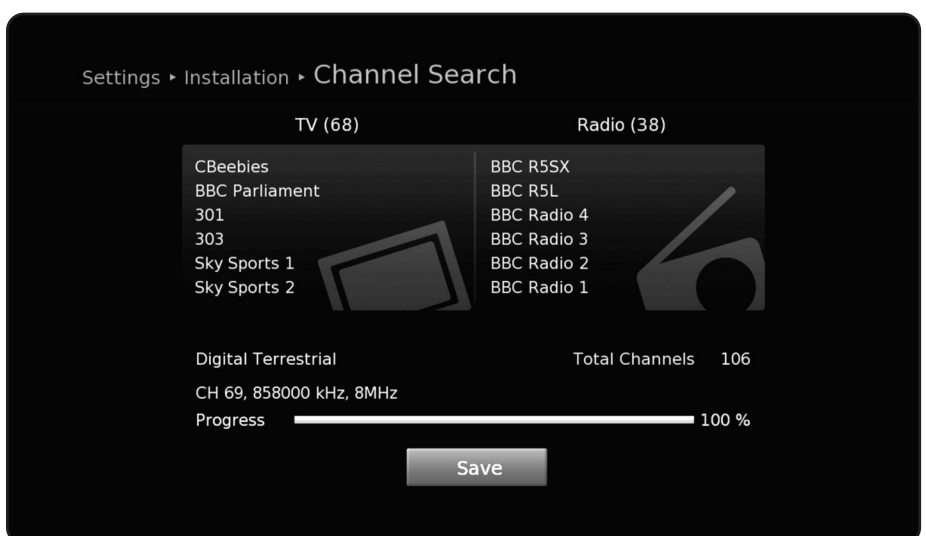 Settings ▸ Installation ▸ Channel Search
TV (68) Radio (38)
CBeebies
BBC Parliament
301
303
Sky Sports 1
Sky Sports 2
BBC R5SX
BBC R5L
BBC Radio 4
BBC Radio 3
BBC Radio 2
BBC Radio 1
Digital Terrestrial Total Channels 106
CH 69, 858000 kHz, 8MHz
Progress 100 %
Save